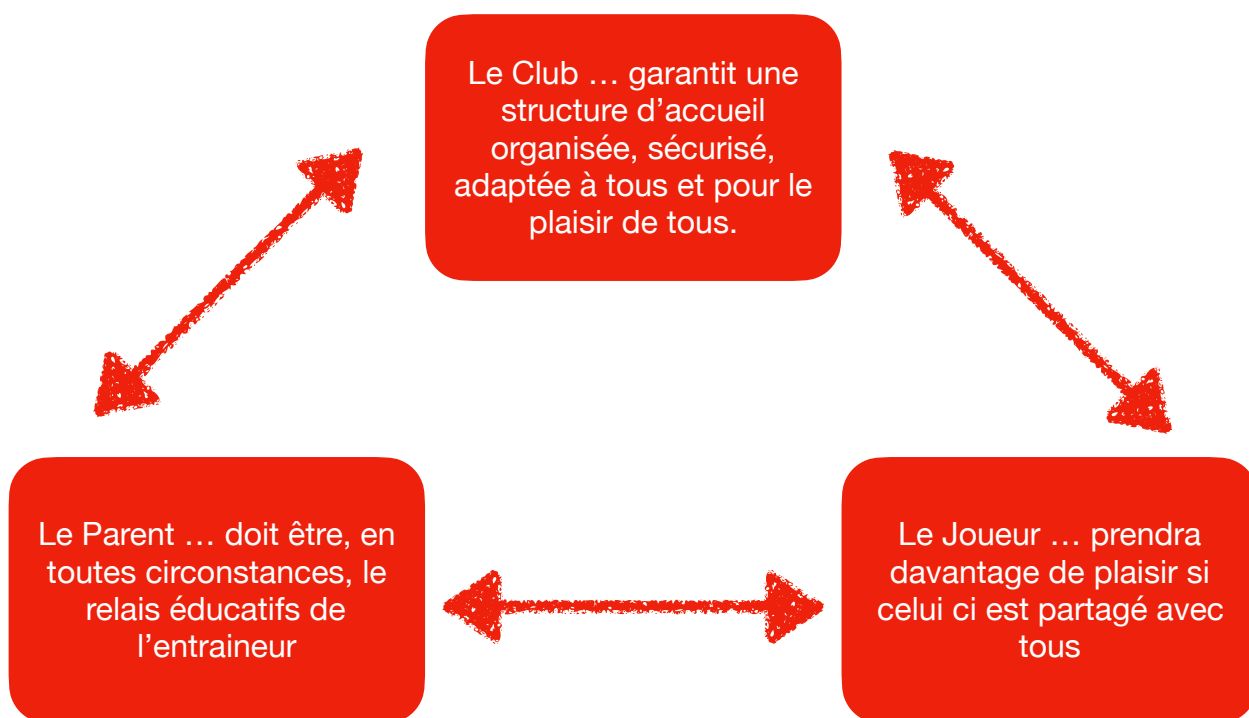 Le Club … garantit une
structure d’accueil
organisée, sécurisé,
adaptée à tous et pour le
plaisir de tous.
Le Parent … doit être, en
toutes circonstances, le
relais éducatifs de
l’entraineur
Le Joueur … prendra
davantage de plaisir si
celui ci est partagé avec
tous